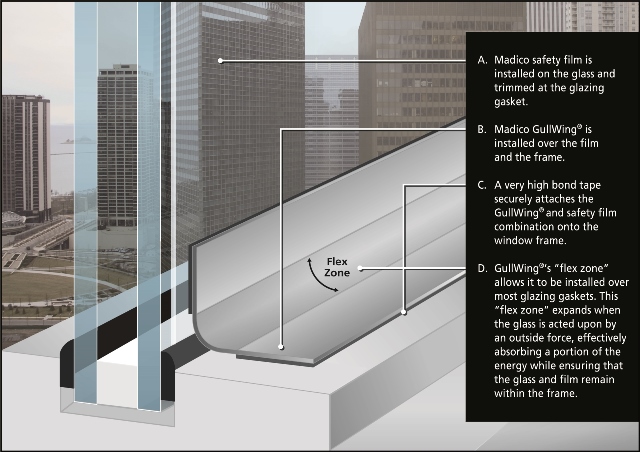 A. Madico safety film is
installed on the glass and
trimmed at the glazing
gasket.
B. Madico GullWing® is
installed over the film
and the frame.
C. A very high bond tape
securely attaches the
GullWing® and safety film
combination onto the
window frame.
D. GullWing®'s "flex zone"
allows it to be installed over
most glazing gaskets. This
"flex zone" expands when
the glass is acted upon by
an outside force, effectively
absorbing a portion of the
energy while ensuring that
the glass and film remain
within the frame.
Flex
Zone